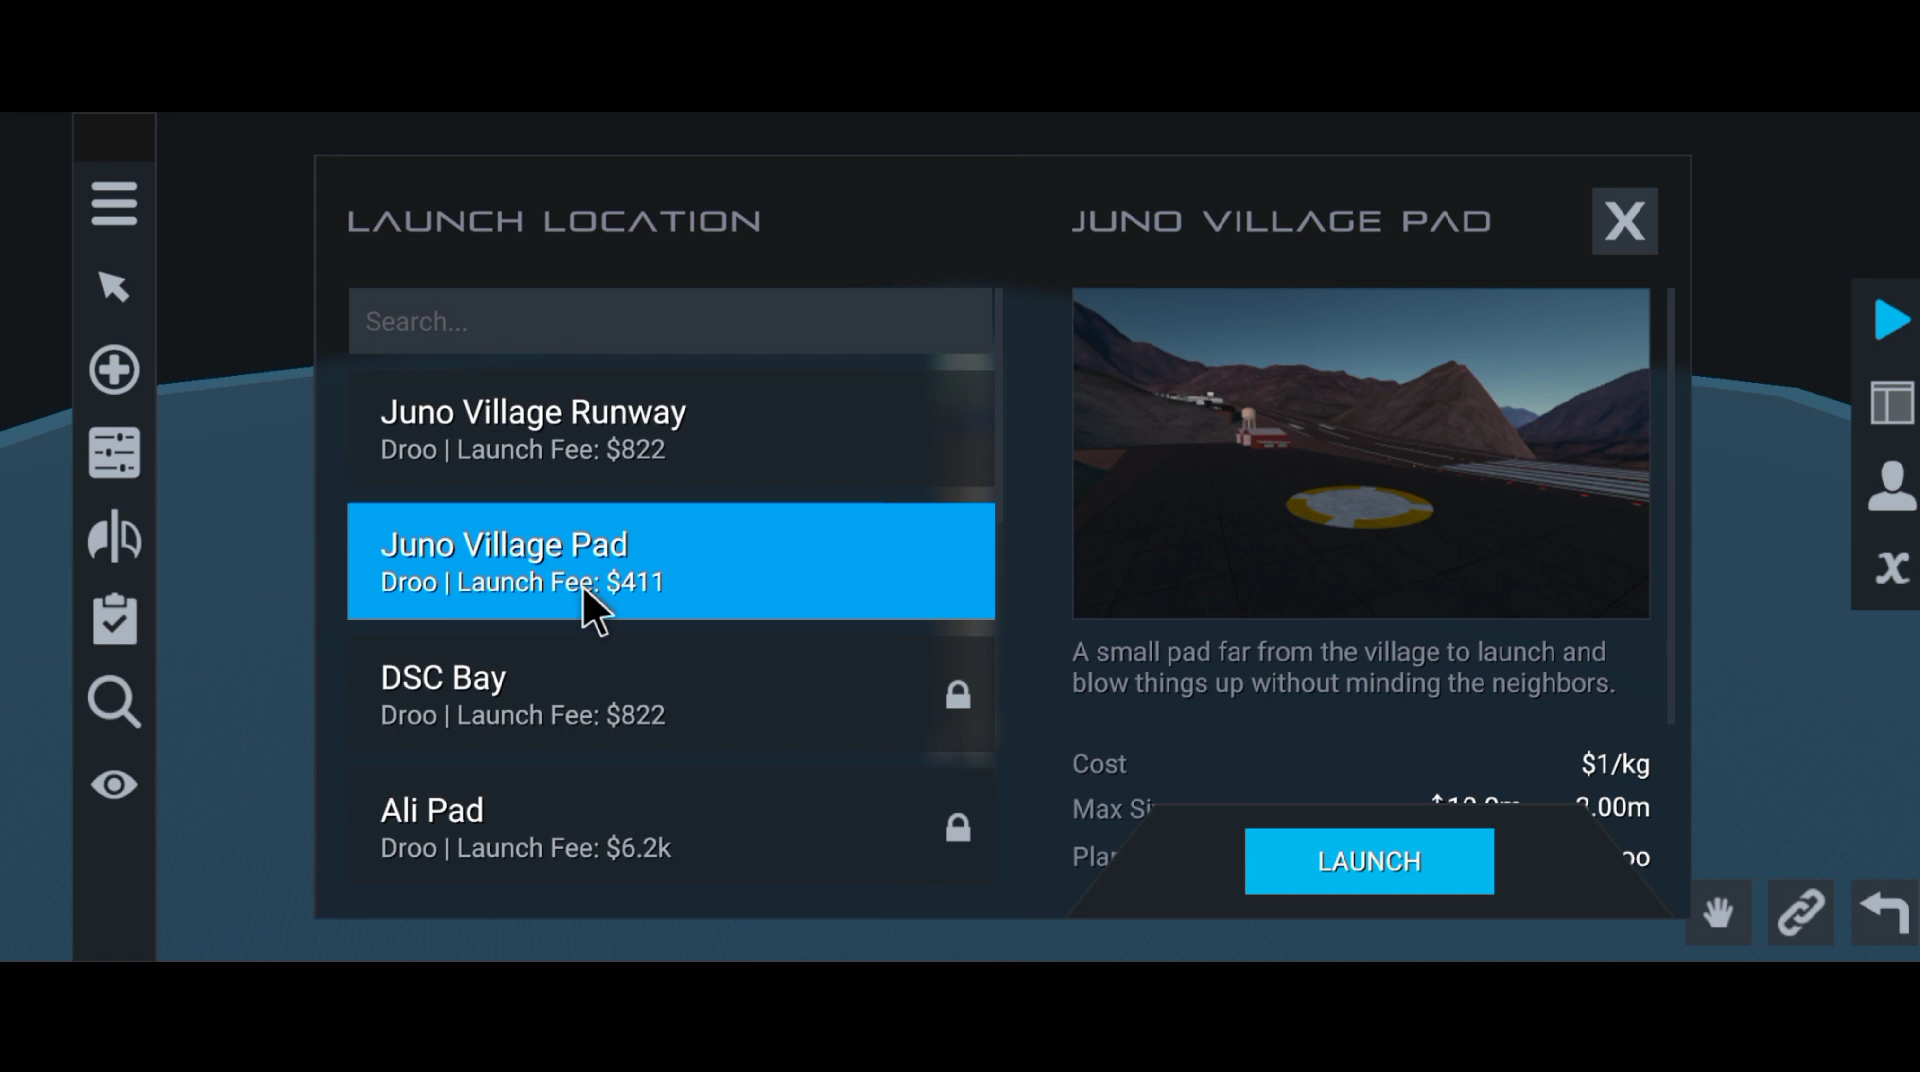 LAUNCH LOCATION
Search...
Juno Village Runway
Droo | Launch Fee: $822
Juno Village Pad
Droo | Launch Fee: $411
DSC Bay
Droo | Launch Fee: $822
Ali Pad
Droo | Launch Fee: $6.2k
JUNO VILLAGE PAD
X
A small pad far from the village to launch and
blow things up without minding the neighbors.
Cost $1/kg
Max
LAUNCH
x